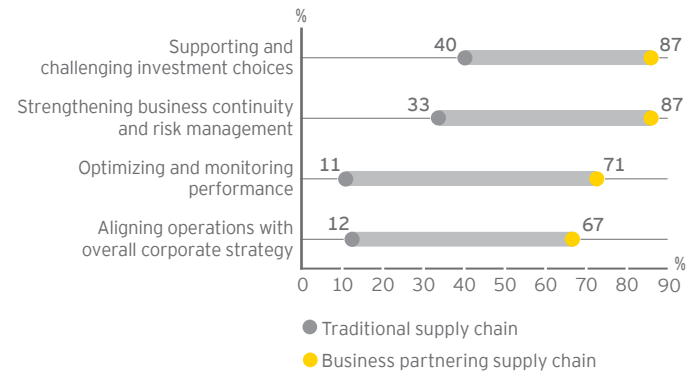 %
Supporting and
challenging investment choices
40
87
Strengthening business continuity
and risk management
33
87
Optimizing and monitoring
performance
11
71
Aligning operations with
overall corporate strategy
12
67
%
0 10 20 30 40 50 60 70 80 90
Traditional supply chain
Business partnering supply chain